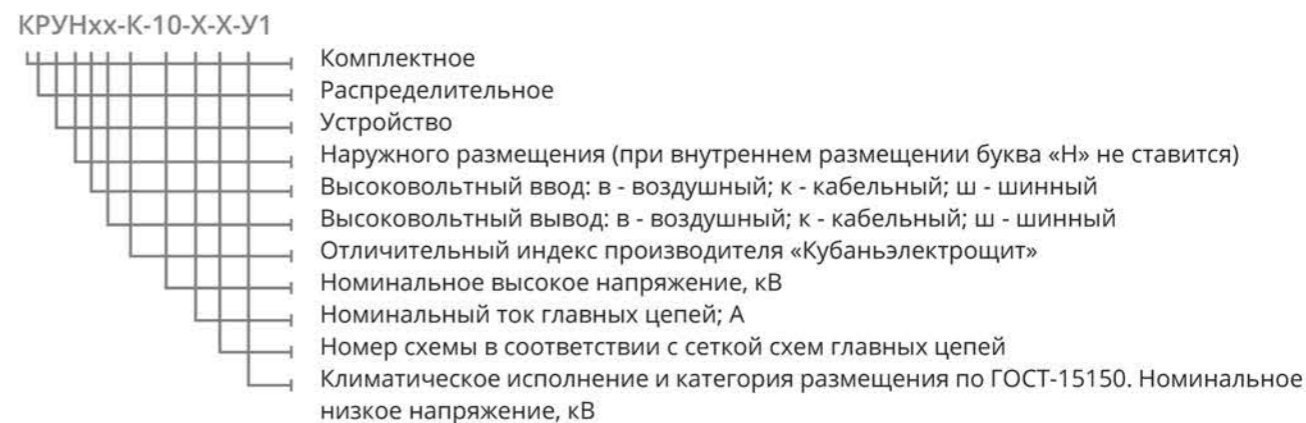 КРУНхх-К-10-Х-Х-У1
Комплектное
Распределительное
Устройство
Наружного размещения (при внутреннем размещении буква «Н» не ставится)
Высоковольтный ввод: в - воздушный; к - кабельный; ш - шинный
Высоковольтный вывод: в - воздушный; к - кабельный; ш - шинный
Отличительный индекс производителя «Кубаньэлектрощит»
Номинальное высокое напряжение, кВ
Номинальный ток главных цепей; А
Номер схемы в соответствии с сеткой схем главных цепей
Климатическое исполнение и категория размещения по ГОСТ-15150. Номинальное
низкое напряжение, кВ